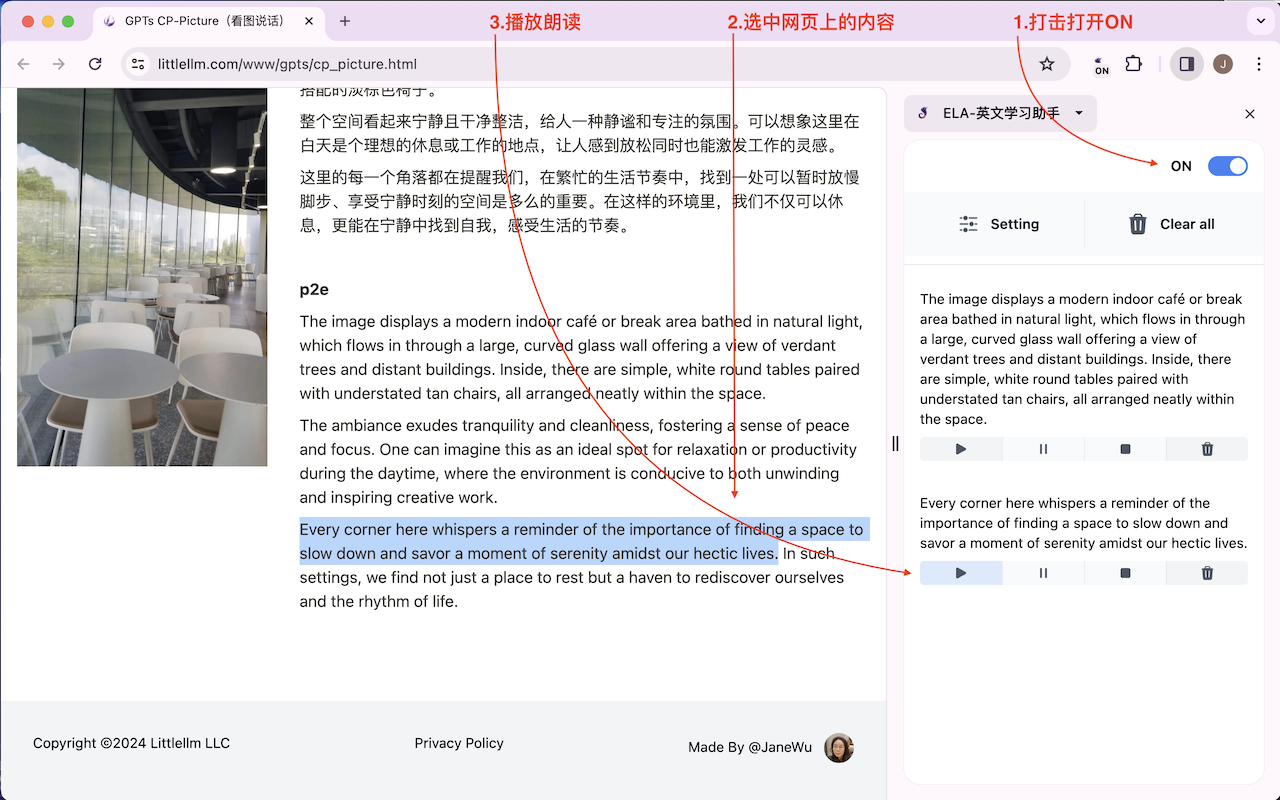 GPTs CP-Picture（看图说话）
3.播放朗读
2.选中网页上的内容
1.打击打开ON
littlellm.com/www/gpts/cp_picture.html
ON
J
搭配的淡棕色椅子。
整个空间看起来宁静且干净整洁，给人一种静谧和专注的氛围。可以想象这里在
白天是个理想的休息或工作的地点，让人感到放松同时也能激发工作的灵感。
这里的每一个角落都在提醒我们，在繁忙的生活节奏中，找到一处可以暂时放慢
脚步、享受宁静时刻的空间是多么的重要。在这样的环境里，我们不仅可以休
息，更能在宁静中找到自我，感受生活的节奏。
p2e
The image displays a modern indoor café or break area bathed in natural light,
which flows in through a large, curved glass wall offering a view of verdant
trees and distant buildings. Inside, there are simple, white round tables paired
with understated tan chairs, all arranged neatly within the space.
The ambiance exudes tranquility and cleanliness, fostering a sense of peace
and focus. One can imagine this as an ideal spot for relaxation or productivity
during the daytime, where the environment is conducive to both unwinding
and inspiring creative work.
Every corner here whispers a reminder of the importance of finding a space to
slow down and savor a moment of serenity amidst our hectic lives. In such
settings, we find not just a place to rest but a haven to rediscover ourselves
and the rhythm of life.
Copyright ©2024 Littlellm LLC
Privacy Policy
Made By @JaneWu
ELA-英文学习助手
ON
Setting
Clear all
The image displays a modern indoor café or break
area bathed in natural light, which flows in through
a large, curved glass wall offering a view of
verdant trees and distant buildings. Inside, there
are simple, white round tables paired with
understated tan chairs, all arranged neatly within
the space.
Every corner here whispers a reminder of the
importance of finding a space to slow down and
savor a moment of serenity amidst our hectic lives.